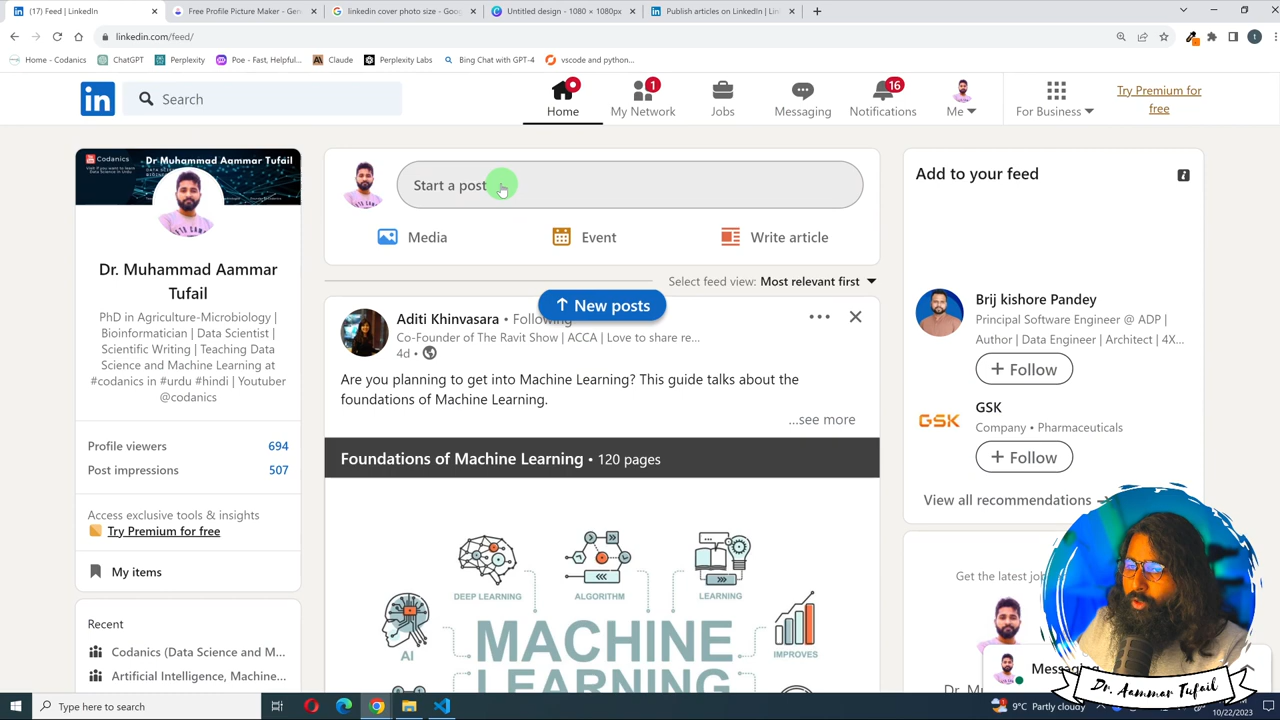 (17) Feed | LinkedIn
Free Profile Picture Maker - Gen
linkedin cover photo size - Goo
Untitled design - 1080 × 1080px
Publish articles on LinkedIn | Lin
linkedin.com/feed/
Home - Codanics
ChatGPT
Perplexity
Poe - Fast, Helpful...
Claude
Perplexity Labs
Bing Chat with GPT-4
vscode and python...
in
Search
Home
1
My Network
Jobs
Messaging
16
Notifications
Me
For Business
Try Premium for
free
Codanics
Dr Muhammad Aammar Tufail
Dr. Muhammad Aammar
Tufail
PhD in Agriculture-Microbiology |
Bioinformatician | Data Scientist |
Scientific Writing | Teaching Data
Science and Machine Learning at
#codanics in #urdu #hindi | Youtuber
@codanics
Profile viewers 694
Post impressions 507
Access exclusive tools & insights
Try Premium for free
My items
Recent
Codanics (Data Science and M...
Artificial Intelligence, Machine...
Start a post
Media
Event
Write article
Select feed view: Most relevant first
New posts
Aditi Khinvasara • Following
Co-Founder of The Ravit Show | ACCA | Love to share re...
4d •
Are you planning to get into Machine Learning? This guide talks about the
foundations of Machine Learning.
...see more
Foundations of Machine Learning • 120 pages
DEEP LEARNING
ALGORITHM
LEARNING
AI
MACHINE
IMPROVES
LEARNING
Add to your feed
Brij kishore Pandey
Principal Software Engineer @ ADP |
Author | Data Engineer | Architect | 4X...
+ Follow
GSK
GSK
Company • Pharmaceuticals
+ Follow
View all recommendations
Get the latest jo
Messaging
Dr. Aammar Tufail
Type here to search
9°C Partly cloudy
10/22/2023